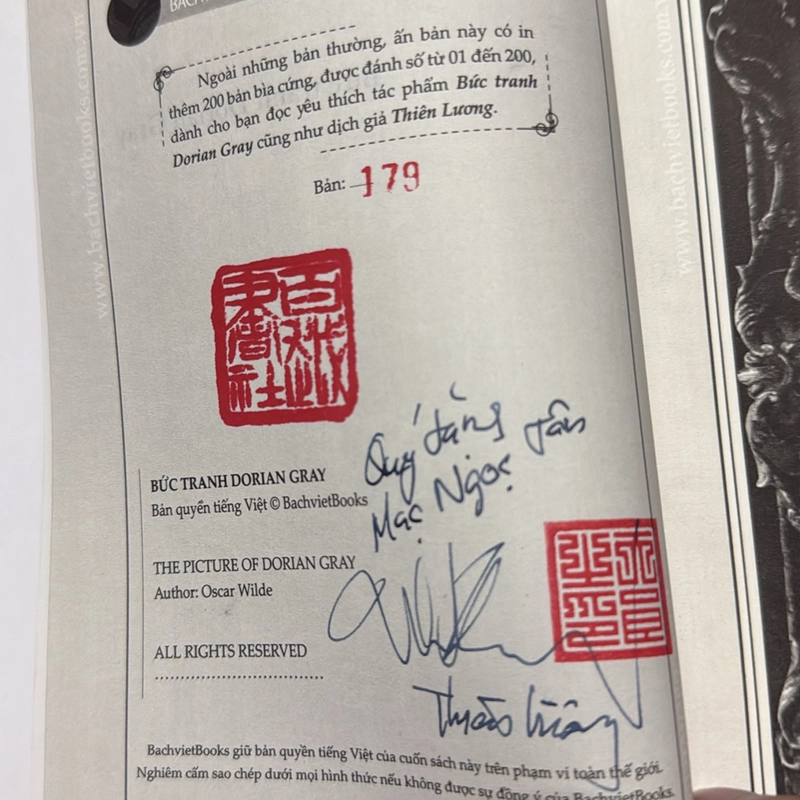 Ngoài những bản thường, ấn bản này có in
thêm 200 bản bìa cứng, được đánh số từ 01 đến 200,
dành cho bạn đọc yêu thích tác phẩm Bức tranh
Dorian Gray cũng như dịch giả Thiên Lương.
Bản: 179
Quý tặng
Mạc Ngọc
BỨC TRANH DORIAN GRAY
Bản quyền tiếng Việt © BachvietBooks
THE PICTURE OF DORIAN GRAY
Author: Oscar Wilde
ALL RIGHTS RESERVED
BachvietBooks giữ bản quyền tiếng Việt của cuốn sách này trên phạm vi toàn thế giới.
Nghiêm cấm sao chép dưới mọi hình thức nếu không được sự đồng ý của BachvietBooks.
www.bachvietbooks.com.vn
www.bachvietbooks.com.vn